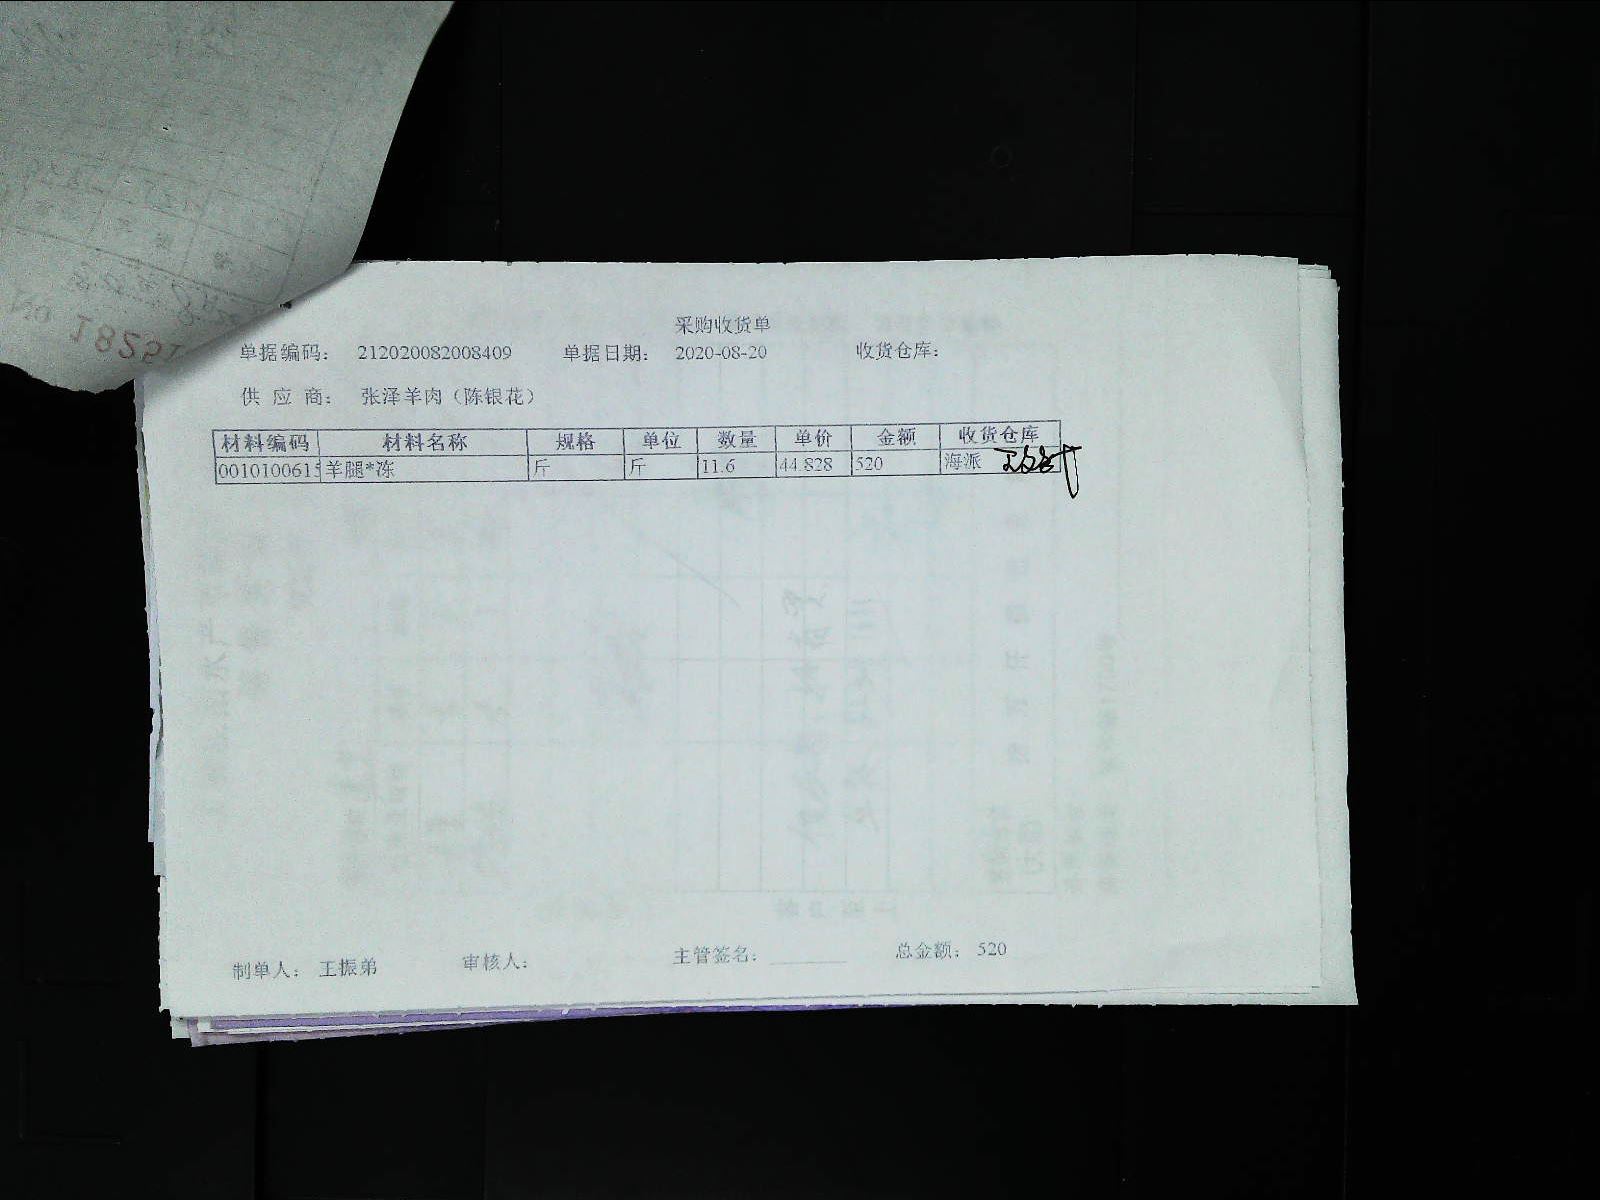 采购收货单
单据编码： 212020082008409 单据日期： 2020-08-20 收货仓库：
供 应 商： 张泽羊肉（陈银花）
材料编码 材料名称 规格 单位 数量 单价 金额 收货仓库
0010100615 羊腿*冻 斤 斤 11.6 44.828 520 海派
制单人： 王振弟 审核人： 主管签名： ________ 总金额： 520